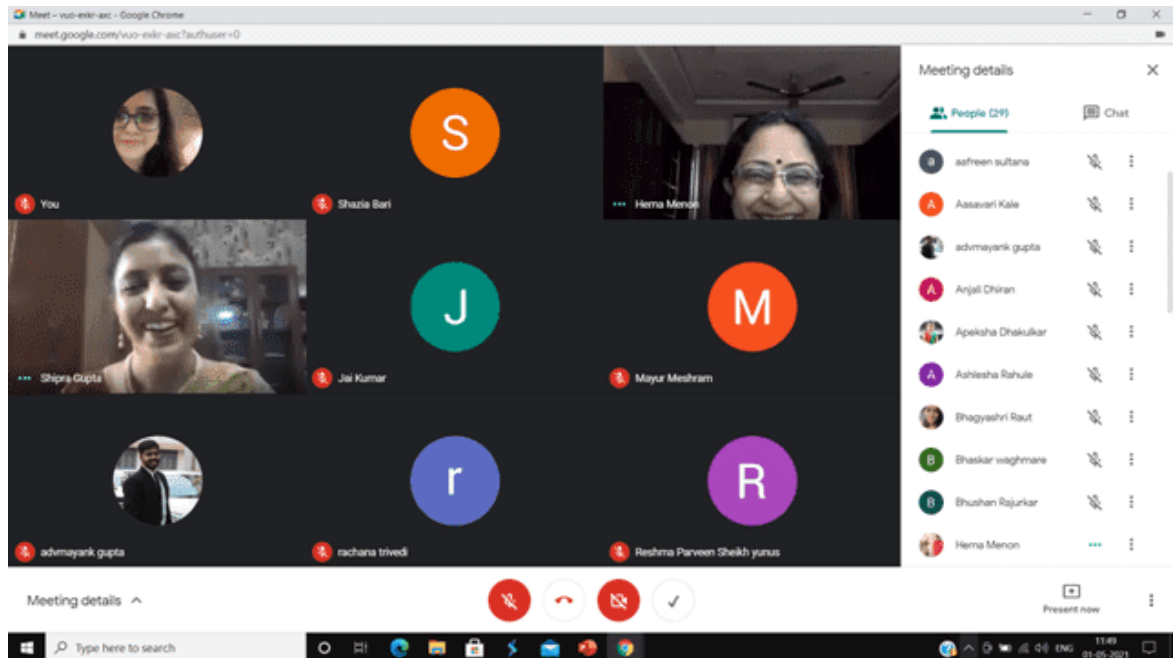 Meet – vuo-exkr-axc - Google Chrome
meet.google.com/vuo-exkr-axc?authuser=0
You
S
Shazia Bari
Hema Menon
Shipra Gupta
J
Jai Kumar
M
Mayur Meshram
advmayank gupta
r
rachana trivedi
R
Reshma Parveen Sheikh yunus
Meeting details
People (29)
Chat
a
aafreen sultana
A
Aasavari Kale
advmayank gupta
A
Anjali Dhiran
Apeksha Dhakulkar
A
Ashlesha Rahule
Bhagyashri Raut
B
Bhaskar waghmare
B
Bhushan Rajurkar
Hema Menon
Meeting details
Present now
Type here to search
ENG
11:49
01-05-2021